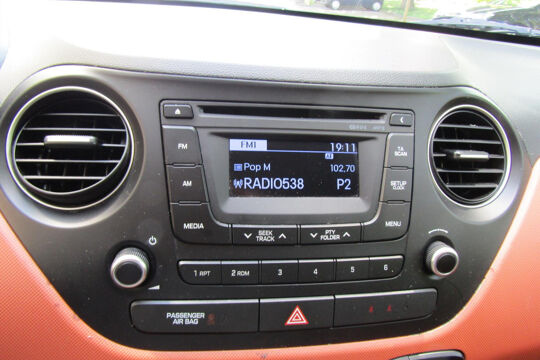 FM1 19:11
AF
Pop M 102.70
RADIO538 P2
FM
AM
MEDIA
TA
SCAN
SETUP
CLOCK
MENU
SEEK
TRACK
PTY
FOLDER
1 RPT 2 RDM 3 4 5 6
PASSENGER
AIR BAG